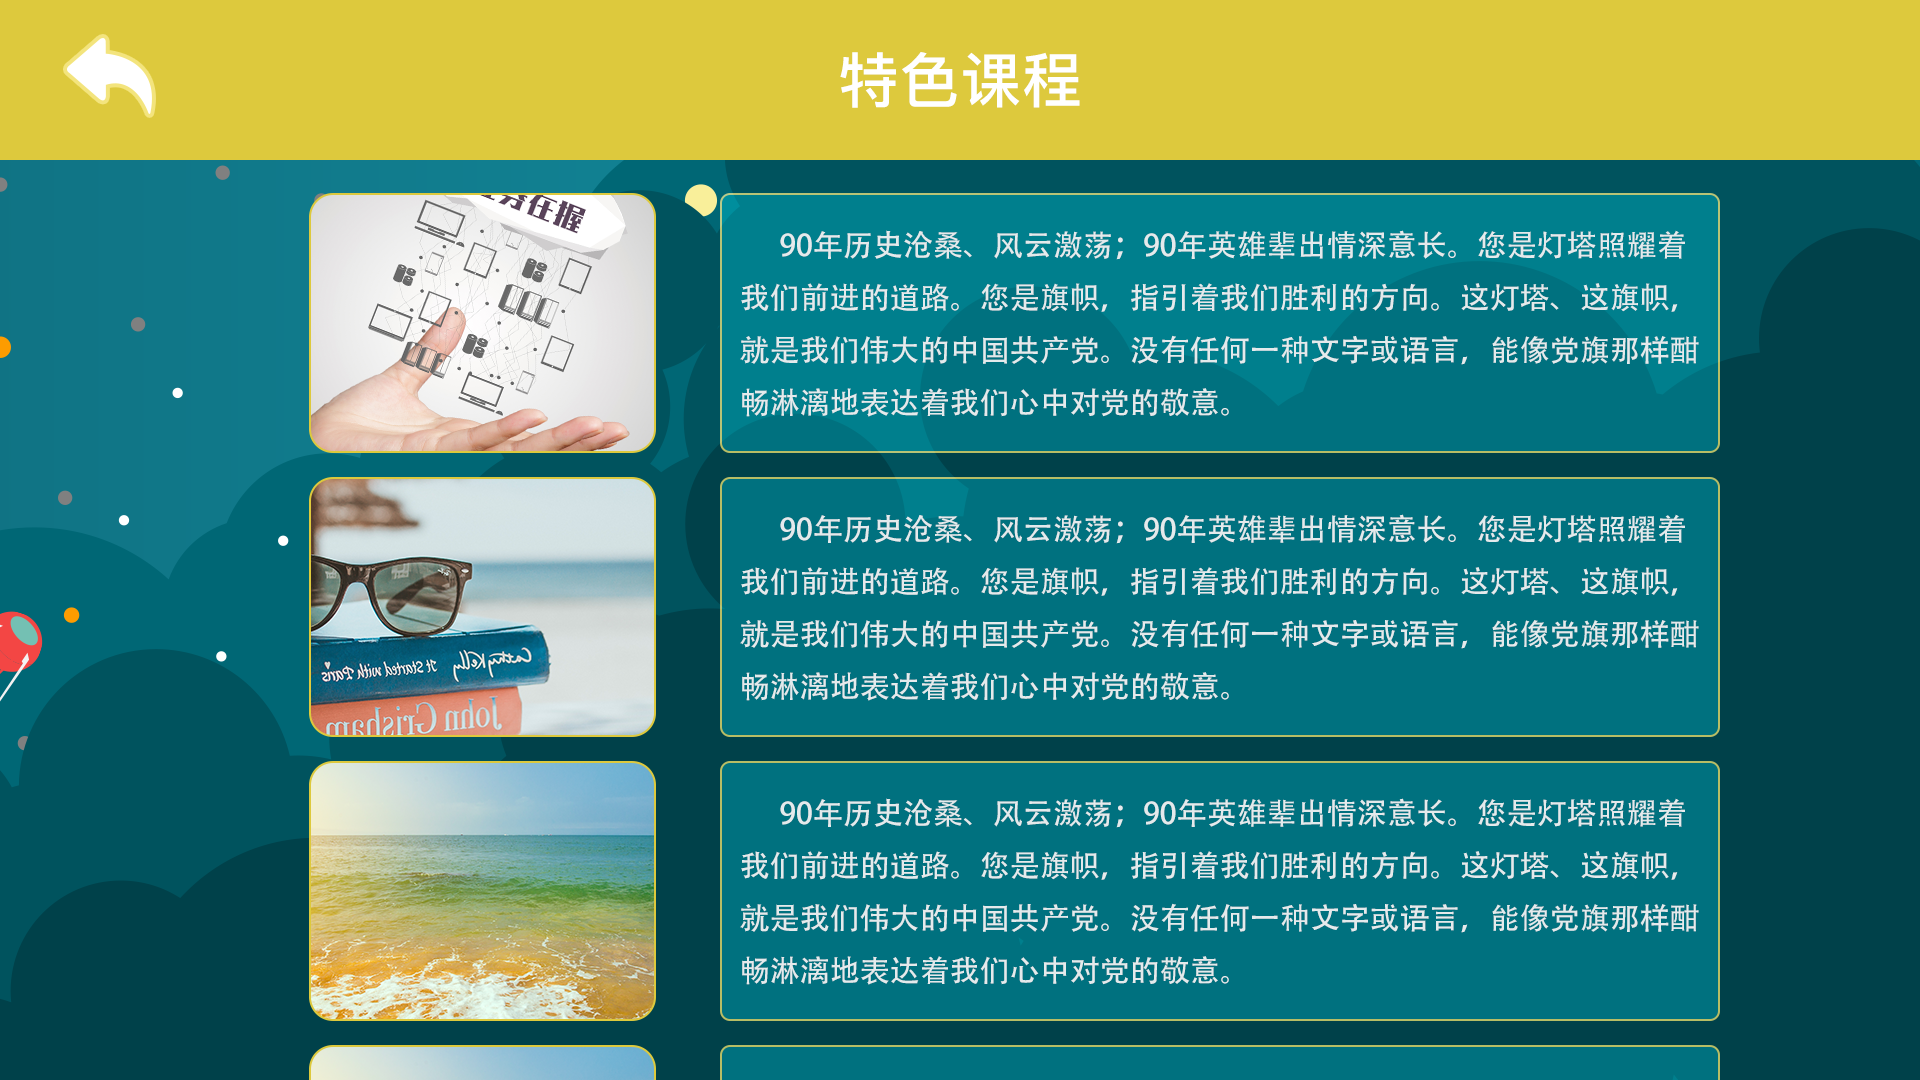 特色课程
在握
90年历史沧桑、风云激荡；90年英雄辈出情深意长。您是灯塔照耀着
我们前进的道路。您是旗帜，指引着我们胜利的方向。这灯塔、这旗帜，
就是我们伟大的中国共产党。没有任何一种文字或语言，能像党旗那样酣
畅淋漓地表达着我们心中对党的敬意。
Cathy Kelly It Started with Paris
John Grisham
90年历史沧桑、风云激荡；90年英雄辈出情深意长。您是灯塔照耀着
我们前进的道路。您是旗帜，指引着我们胜利的方向。这灯塔、这旗帜，
就是我们伟大的中国共产党。没有任何一种文字或语言，能像党旗那样酣
畅淋漓地表达着我们心中对党的敬意。
90年历史沧桑、风云激荡；90年英雄辈出情深意长。您是灯塔照耀着
我们前进的道路。您是旗帜，指引着我们胜利的方向。这灯塔、这旗帜，
就是我们伟大的中国共产党。没有任何一种文字或语言，能像党旗那样酣
畅淋漓地表达着我们心中对党的敬意。